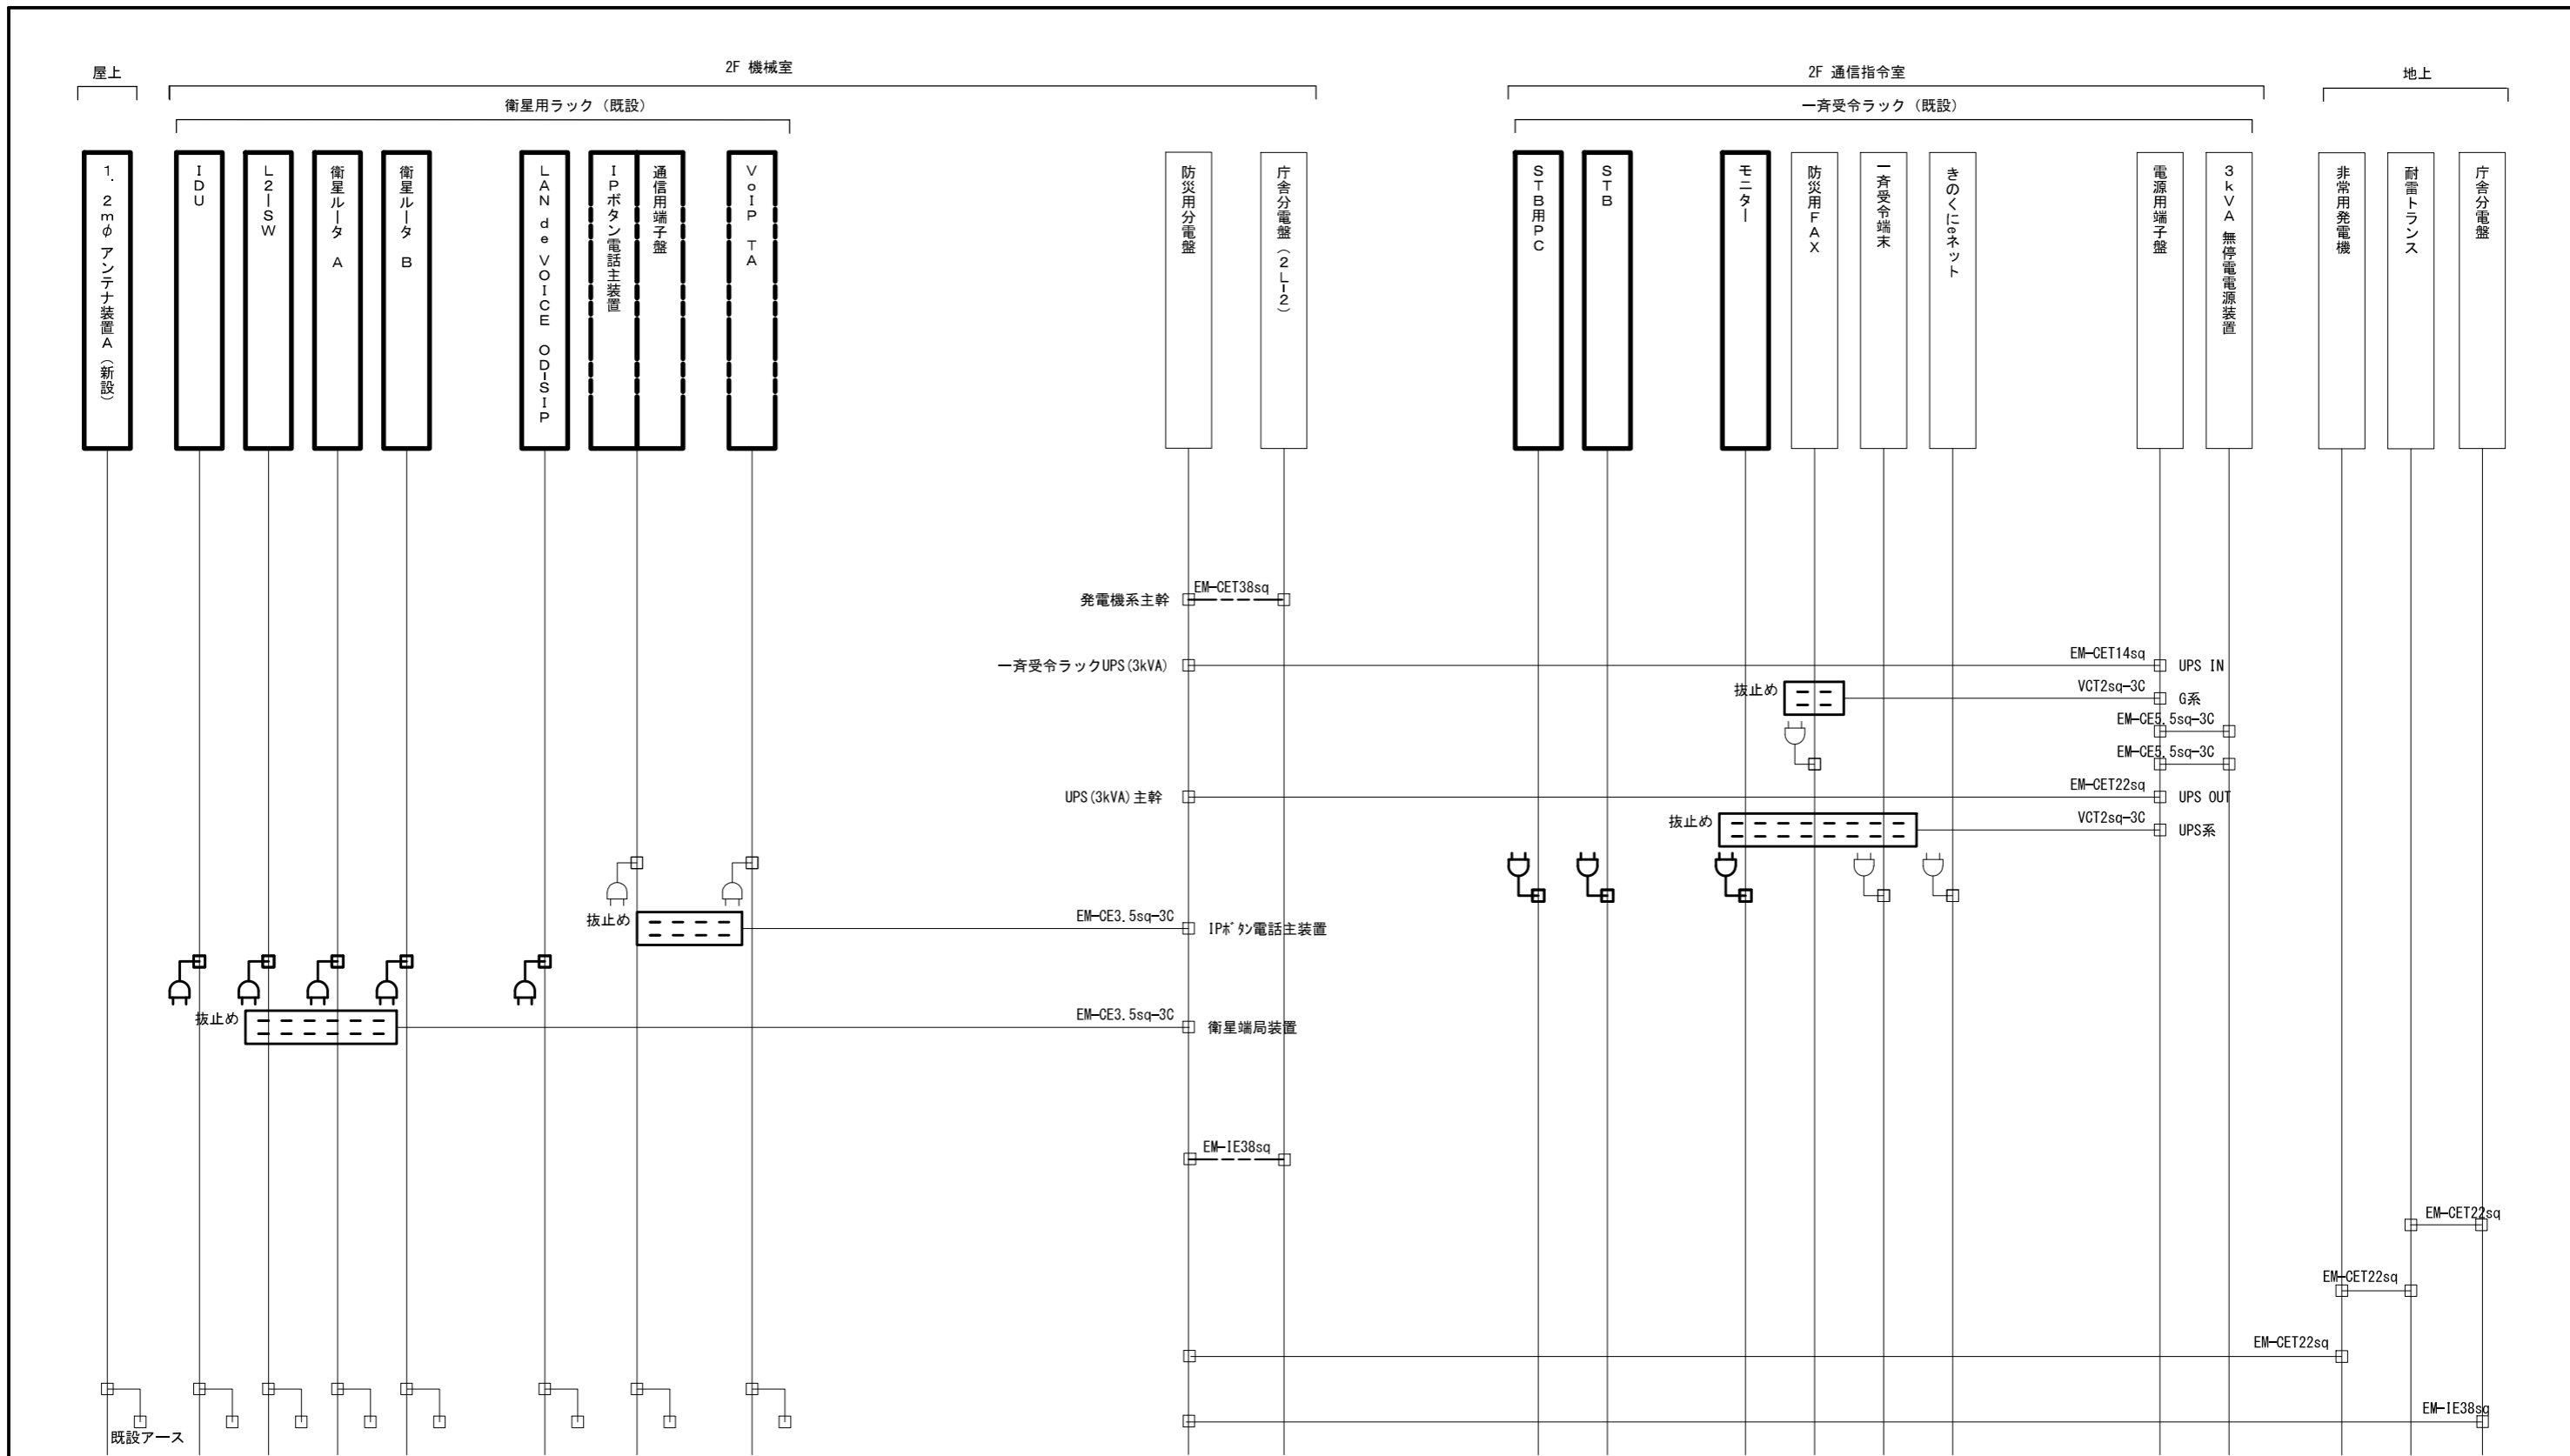 屋上
2F 機械室
2F 通信指令室
地上
衛星用ラック（既設）
一斉受令ラック（既設）
1．2mφ アンテナ装置A（新設）
IDU
L2-SW
衛星ルータ A
衛星ルータ B
LAN de VOICE OD-SIP
IPボタン電話主装置
通信用端子盤
VoIP TA
防災用分電盤
庁舎分電盤（2L-2）
STB用PC
STB
モニター
防災用FAX
一斉受令端末
きのくにeネット
電源用端子盤
3kVA 無停電電源装置
非常用発電機
耐雷トランス
庁舎分電盤
発電機系主幹
EM-CET38sq
一斉受令ラックUPS(3kVA)
EM-CET14sq
UPS IN
抜止め
VCT2sq-3C
G系
EM-CE5.5sq-3C
EM-CE5.5sq-3C
UPS(3kVA)主幹
EM-CET22sq
UPS OUT
抜止め
VCT2sq-3C
UPS系
抜止め
EM-CE3.5sq-3C
IPﾎﾞﾀﾝ電話主装置
抜止め
EM-CE3.5sq-3C
衛星端局装置
EM-IE38sq
EM-CET22sq
EM-CET22sq
EM-CET22sq
EM-IE38sq
既設アース